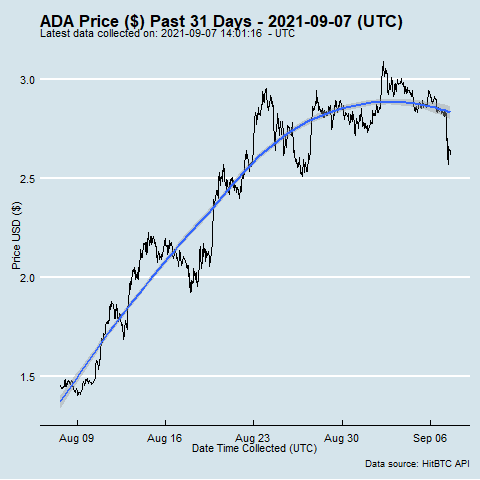 ADA Price ($) Past 31 Days - 2021-09-07 (UTC)
Latest data collected on: 2021-09-07 14:01:16 - UTC
3.0
2.5
2.0
1.5
Price USD ($)
Aug 09 Aug 16 Aug 23 Aug 30 Sep 06
Date Time Collected (UTC)
Data source: HitBTC API